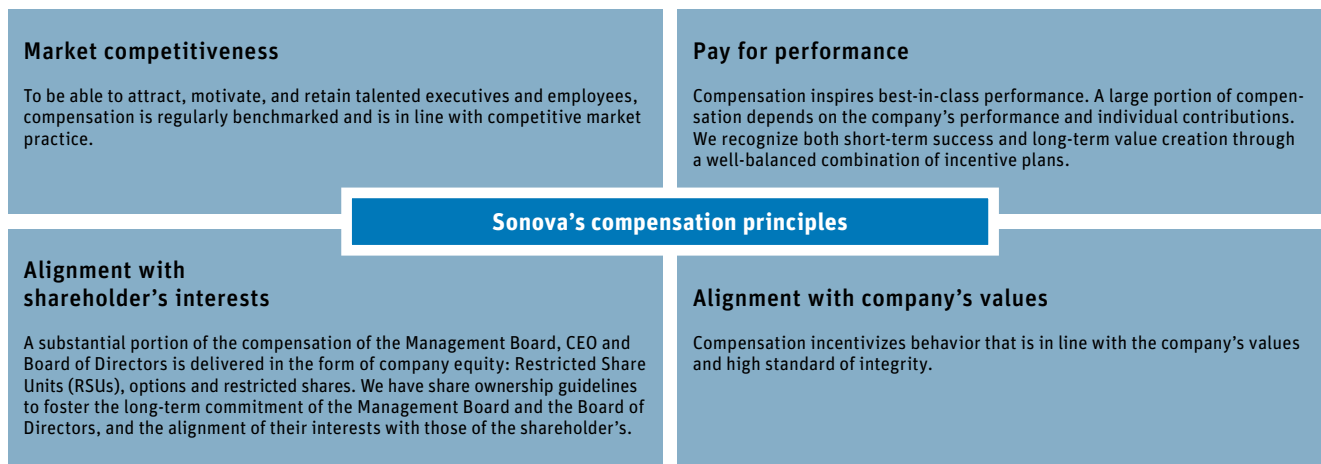 Market competitiveness
To be able to attract, motivate, and retain talented executives and employees,
compensation is regularly benchmarked and is in line with competitive market
practice.
Pay for performance
Compensation inspires best-in-class performance. A large portion of compen-
sation depends on the company’s performance and individual contributions.
We recognize both short-term success and long-term value creation through
a well-balanced combination of incentive plans.
Sonova’s compensation principles
Alignment with
shareholder’s interests
A substantial portion of the compensation of the Management Board, CEO and
Board of Directors is delivered in the form of company equity: Restricted Share
Units (RSUs), options and restricted shares. We have share ownership guidelines
to foster the long-term commitment of the Management Board and the Board of
Directors, and the alignment of their interests with those of the shareholder’s.
Alignment with company’s values
Compensation incentivizes behavior that is in line with the company’s values
and high standard of integrity.